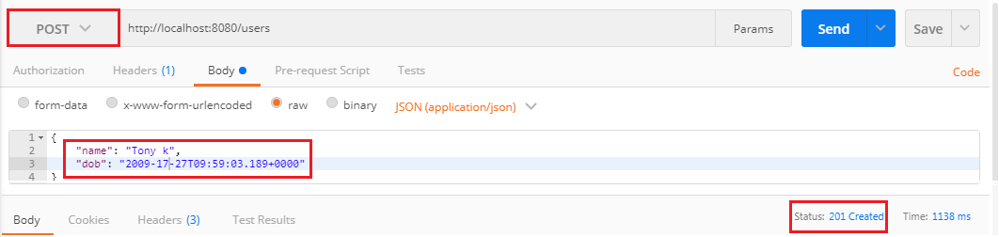 POST http://localhost:8080/users Params Send Save
Authorization Headers (1) Body Pre-request Script Tests Code
form-data x-www-form-urlencoded raw binary JSON (application/json)
1 {
2 "name": "Tony k",
3 "dob": "2009-17-27T09:59:03.189+0000"
4 }
Body Cookies Headers (3) Test Results Status: 201 Created Time: 1138 ms